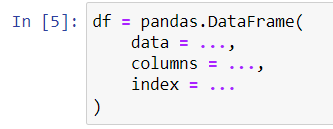 In [5]: df = pandas.DataFrame(
data = ...,
columns = ...,
index = ...
)